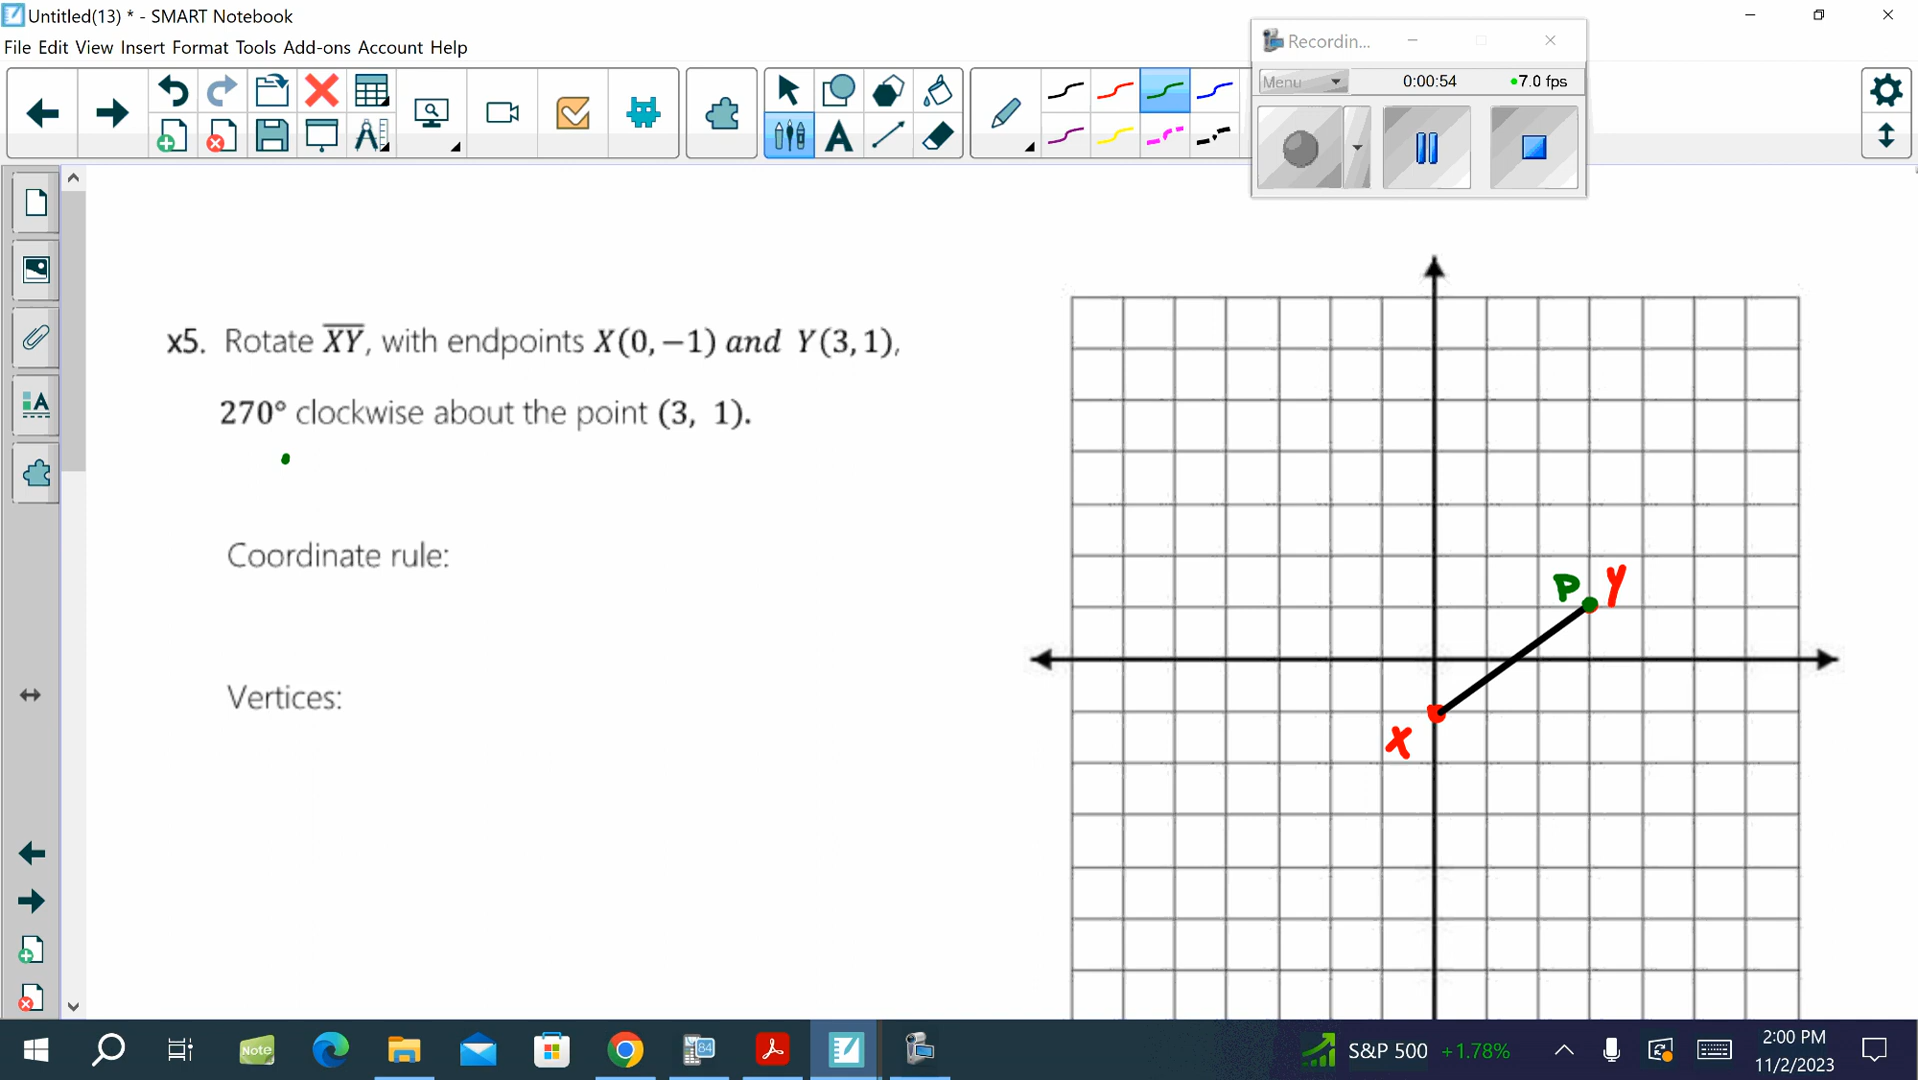 Untitled(13) * - SMART Notebook
File Edit View Insert Format Tools Add-ons Account Help
Recordin...
Menu 0:00:54 7.0 fps
x5. Rotate XY, with endpoints X(0, −1) and Y(3, 1),
270° clockwise about the point (3, 1).
Coordinate rule:
Vertices:
P Y
X
S&P 500 +1.78%
2:00 PM
11/2/2023
Note
84
A
A